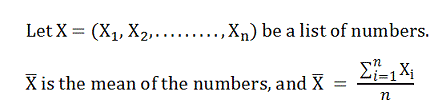 Let X = (X₁, X₂,.........,Xₙ) be a list of numbers.
X̅ is the mean of the numbers, and X̅ = ∑ⁿᵢ₌₁ Xᵢ / n